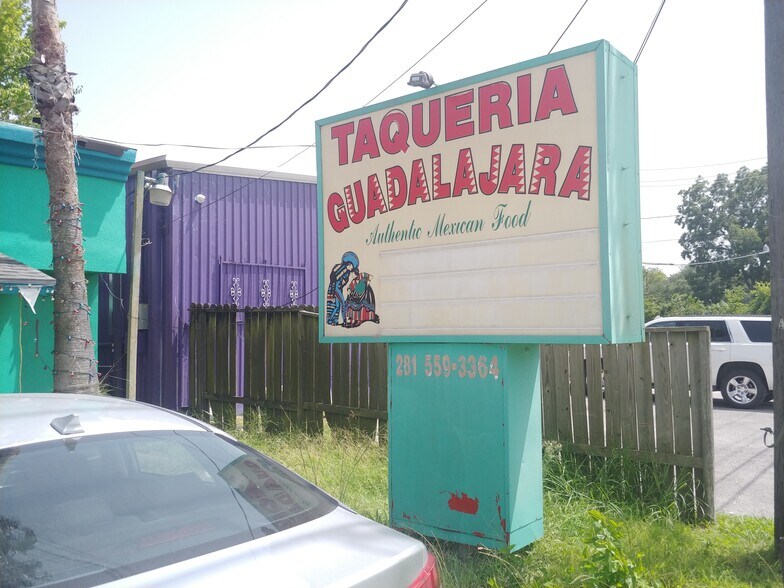 TAQUERIA
GUADALAJARA
Authentic Mexican Food
281 559-3364